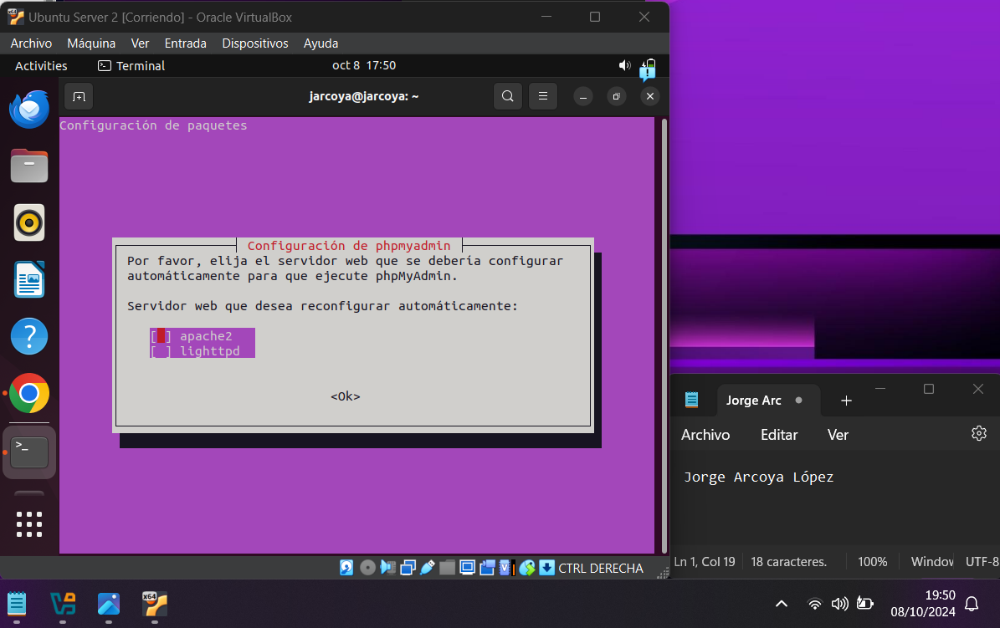 Ubuntu Server 2 [Corriendo] - Oracle VirtualBox
Archivo Máquina Ver Entrada Dispositivos Ayuda
Activities Terminal oct 8 17:50
jarcoya@jarcoya: ~
Configuración de paquetes
Configuración de phpmyadmin
Por favor, elija el servidor web que se debería configurar
automáticamente para que ejecute phpMyAdmin.
Servidor web que desea reconfigurar automáticamente:
[ ] apache2
[ ] lighttpd
<Ok>
CTRL DERECHA
Jorge Arc
Archivo Editar Ver
Jorge Arcoya López
Ln 1, Col 19 18 caracteres. 100% Window UTF-8
x64
19:50
08/10/2024